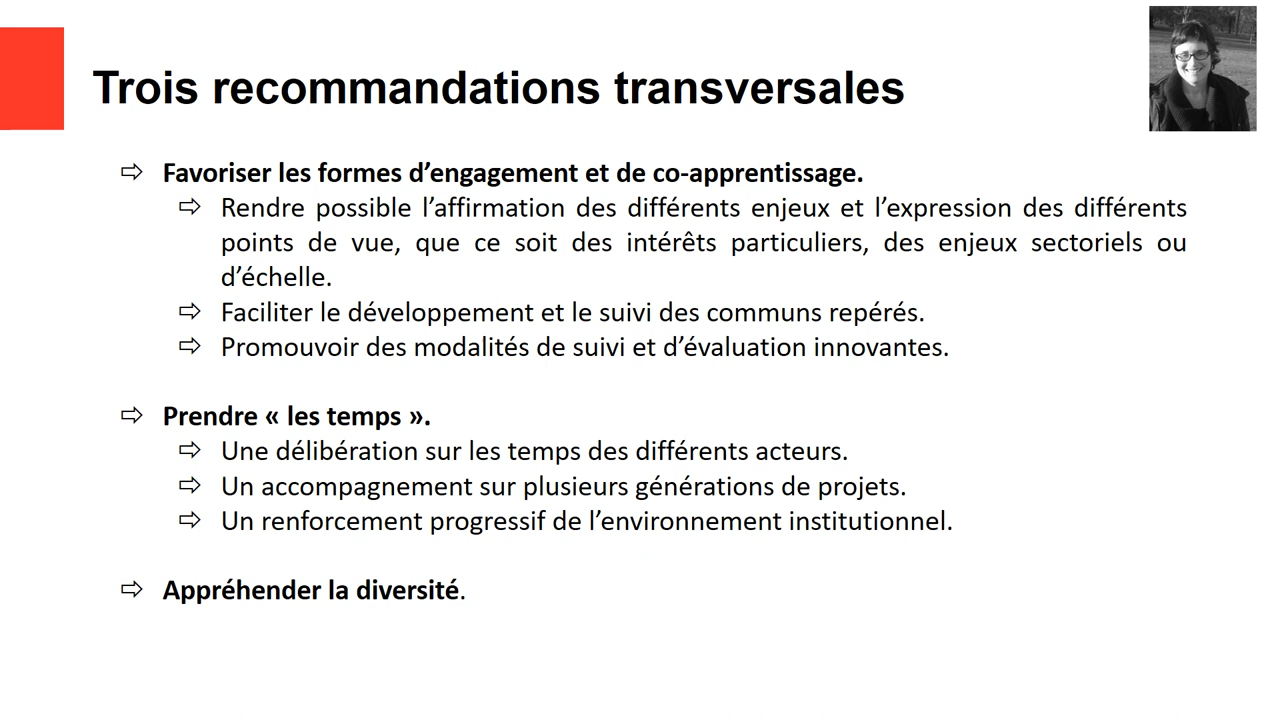 Trois recommandations transversales
⇨ Favoriser les formes d’engagement et de co-apprentissage.
⇨ Rendre possible l’affirmation des différents enjeux et l’expression des différents
points de vue, que ce soit des intérêts particuliers, des enjeux sectoriels ou
d’échelle.
⇨ Faciliter le développement et le suivi des communs repérés.
⇨ Promouvoir des modalités de suivi et d’évaluation innovantes.
⇨ Prendre « les temps ».
⇨ Une délibération sur les temps des différents acteurs.
⇨ Un accompagnement sur plusieurs générations de projets.
⇨ Un renforcement progressif de l’environnement institutionnel.
⇨ Appréhender la diversité.